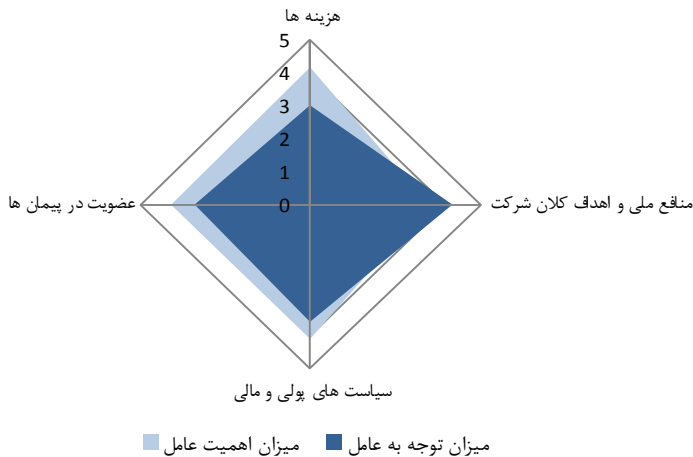 هزینه ها
5
4
3
2
1
0
منافع ملی و اهداف کلان شرکت
عضویت در پیمان ها
سیاست های پولی و مالی
میزان توجه به عامل
میزان اهمیت عامل